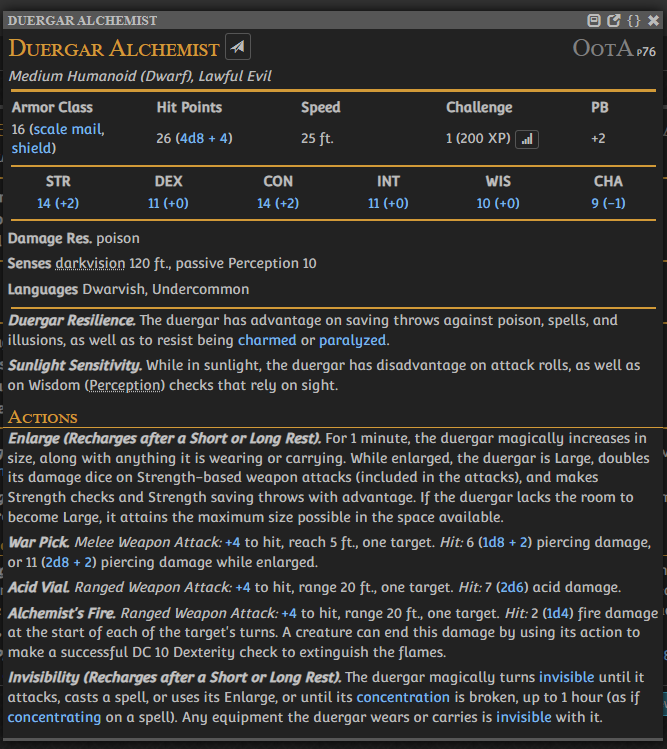 DUERGAR ALCHEMIST
DUERGAR ALCHEMIST OotA p76
Medium Humanoid (Dwarf), Lawful Evil
Armor Class Hit Points Speed Challenge PB
16 (scale mail, shield) 26 (4d8 + 4) 25 ft. 1 (200 XP) +2
STR DEX CON INT WIS CHA
14 (+2) 11 (+0) 14 (+2) 11 (+0) 10 (+0) 9 (−1)
Damage Res. poison
Senses darkvision 120 ft., passive Perception 10
Languages Dwarvish, Undercommon
Duergar Resilience. The duergar has advantage on saving throws against poison, spells, and
illusions, as well as to resist being charmed or paralyzed.
Sunlight Sensitivity. While in sunlight, the duergar has disadvantage on attack rolls, as well as
on Wisdom (Perception) checks that rely on sight.
ACTIONS
Enlarge (Recharges after a Short or Long Rest). For 1 minute, the duergar magically increases in
size, along with anything it is wearing or carrying. While enlarged, the duergar is Large, doubles
its damage dice on Strength-based weapon attacks (included in the attacks), and makes
Strength checks and Strength saving throws with advantage. If the duergar lacks the room to
become Large, it attains the maximum size possible in the space available.
War Pick. Melee Weapon Attack: +4 to hit, reach 5 ft., one target. Hit: 6 (1d8 + 2) piercing damage,
or 11 (2d8 + 2) piercing damage while enlarged.
Acid Vial. Ranged Weapon Attack: +4 to hit, range 20 ft., one target. Hit: 7 (2d6) acid damage.
Alchemist's Fire. Ranged Weapon Attack: +4 to hit, range 20 ft., one target. Hit: 2 (1d4) fire damage
at the start of each of the target's turns. A creature can end this damage by using its action to
make a successful DC 10 Dexterity check to extinguish the flames.
Invisibility (Recharges after a Short or Long Rest). The duergar magically turns invisible until it
attacks, casts a spell, or uses its Enlarge, or until its concentration is broken, up to 1 hour (as if
concentrating on a spell). Any equipment the duergar wears or carries is invisible with it.